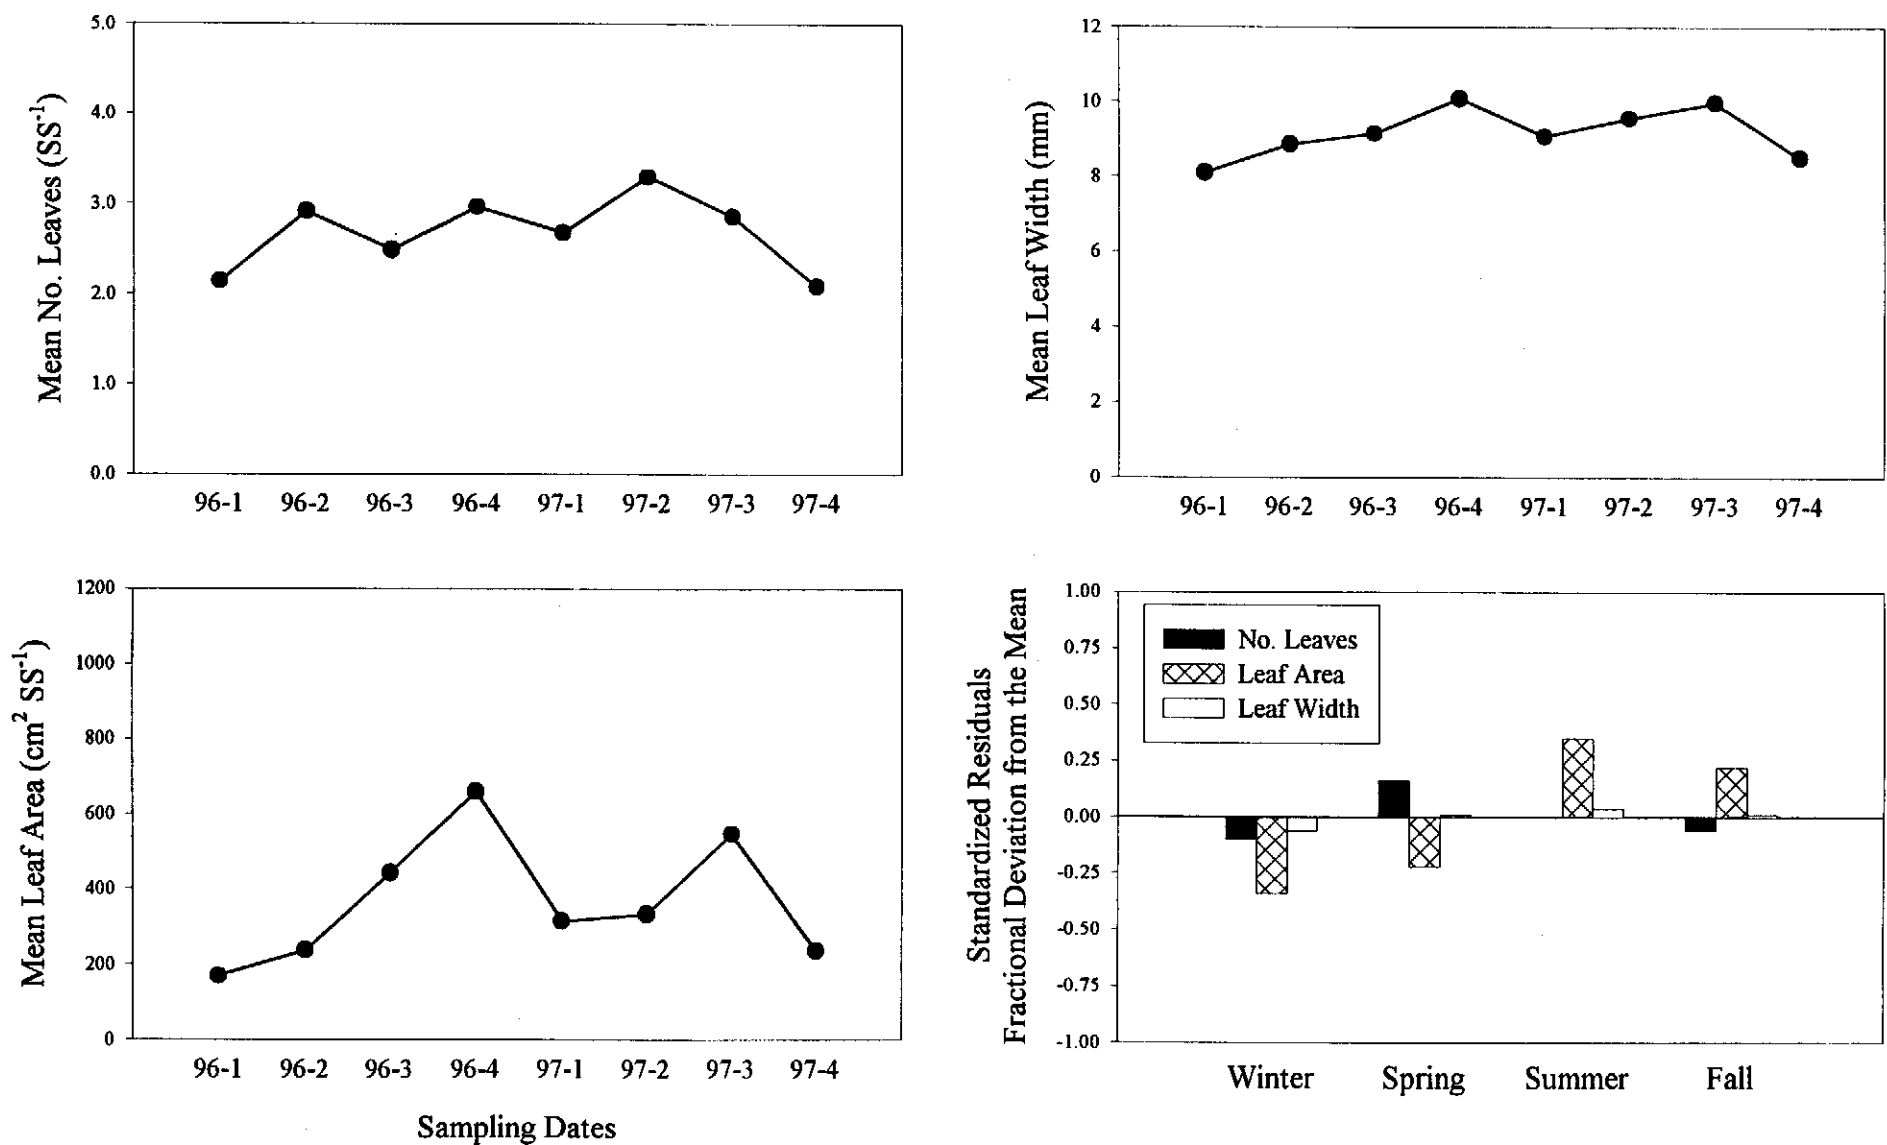 Mean No. Leaves (SS⁻¹)
5.0
4.0
3.0
2.0
1.0
0.0
96-1 96-2 96-3 96-4 97-1 97-2 97-3 97-4
Mean Leaf Width (mm)
12
10
8
6
4
2
0
96-1 96-2 96-3 96-4 97-1 97-2 97-3 97-4
Mean Leaf Area (cm² SS⁻¹)
1200
1000
800
600
400
200
0
96-1 96-2 96-3 96-4 97-1 97-2 97-3 97-4
Sampling Dates
Standardized Residuals
Fractional Deviation from the Mean
1.00
0.75
0.50
0.25
0.00
-0.25
-0.50
-0.75
-1.00
No. Leaves
Leaf Area
Leaf Width
Winter Spring Summer Fall